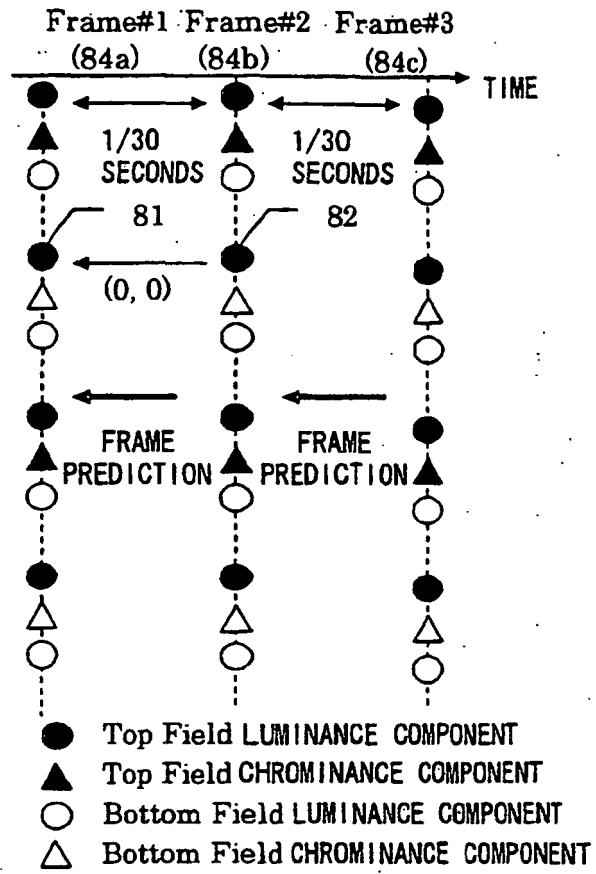 Frame#1 Frame#2 Frame#3
(84a) (84b) (84c)
TIME
1/30 SECONDS
1/30 SECONDS
81
82
(0, 0)
FRAME PREDICTION
FRAME PREDICTION
Top Field LUMINANCE COMPONENT
Top Field CHROMINANCE COMPONENT
Bottom Field LUMINANCE COMPONENT
Bottom Field CHROMINANCE COMPONENT